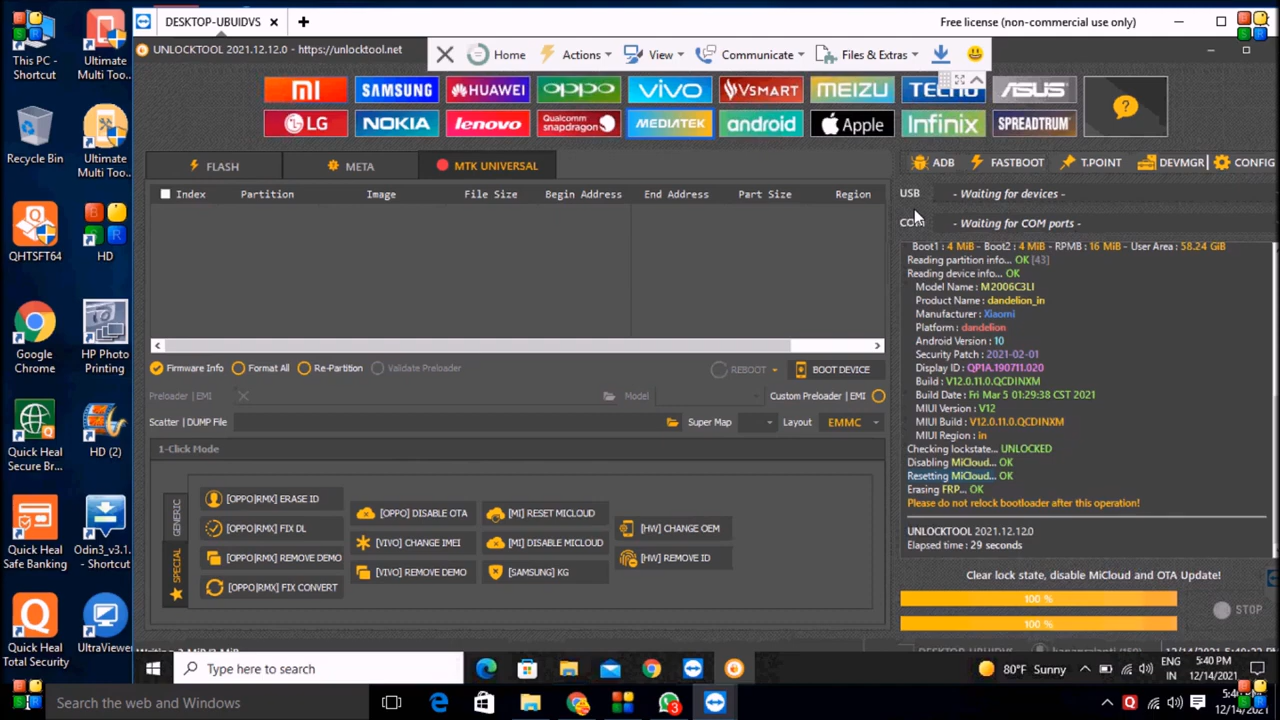 DESKTOP-UBUIDVS
Free license (non-commercial use only)
UNLOCKTOOL 2021.12.12.0 - https://unlocktool.net
Home
Actions
View
Communicate
Files & Extras
This PC - Shortcut
Ultimate Multi Too...
Recycle Bin
Ultimate Multi Too...
QHTSFT64
HD
Google Chrome
HP Photo Printing
Quick Heal Secure Br...
HD (2)
Quick Heal Safe Banking
Odin3_v3.1... - Shortcut
Quick Heal Total Security
UltraViewer
MI
SAMSUNG
HUAWEI
OPPO
VIVO
VSMART
MEIZU
TECNO
ASUS
LG
NOKIA
lenovo
Qualcomm snapdragon
MEDIATEK
android
Apple
Infinix
SPREADTRUM
FLASH
META
MTK UNIVERSAL
ADB
FASTBOOT
T.POINT
DEVMGR
CONFIG
Index
Partition
Image
File Size
Begin Address
End Address
Part Size
Region
USB
- Waiting for devices -
COM
- Waiting for COM ports -
Boot1 : 4 MiB - Boot2 : 4 MiB - RPMB : 16 MiB - User Area : 58.24 GiB
Reading partition info... OK [43]
Reading device info... OK
Model Name : M2006C3LI
Product Name : dandelion_in
Manufacturer : Xiaomi
Platform : dandelion
Android Version : 10
Security Patch : 2021-02-01
Display ID : QP1A.190711.020
Build : V12.0.11.0.QCDINXM
Build Date : Fri Mar 5 01:29:38 CST 2021
MIUI Version : V12
MIUI Build : V12.0.11.0.QCDINXM
MIUI Region : in
Checking lockstate... UNLOCKED
Disabling MiCloud... OK
Resetting MiCloud... OK
Erasing FRP... OK
Please do not relock bootloader after this operation!
UNLOCKTOOL 2021.12.12.0
Elapsed time : 29 seconds
Clear lock state, disable MiCloud and OTA Update!
100 %
100 %
STOP
Firmware Info
Format All
Re-Partition
Validate Preloader
REBOOT
BOOT DEVICE
Preloader | EMI
Model
Custom Preloader | EMI
Scatter | DUMP File
Super Map
Layout
EMMC
1-Click Mode
GENERIC
SPECIAL
[OPPO|RMX] ERASE ID
[OPPO|RMX] FIX DL
[OPPO|RMX] REMOVE DEMO
[OPPO|RMX] FIX CONVERT
[OPPO] DISABLE OTA
[VIVO] CHANGE IMEI
[VIVO] REMOVE DEMO
[MI] RESET MICLOUD
[MI] DISABLE MICLOUD
[SAMSUNG] KG
[HW] CHANGE OEM
[HW] REMOVE ID
Type here to search
80°F Sunny
ENG
IN
5:40 PM
12/14/2021
Search the web and Windows
3
12/14/2021